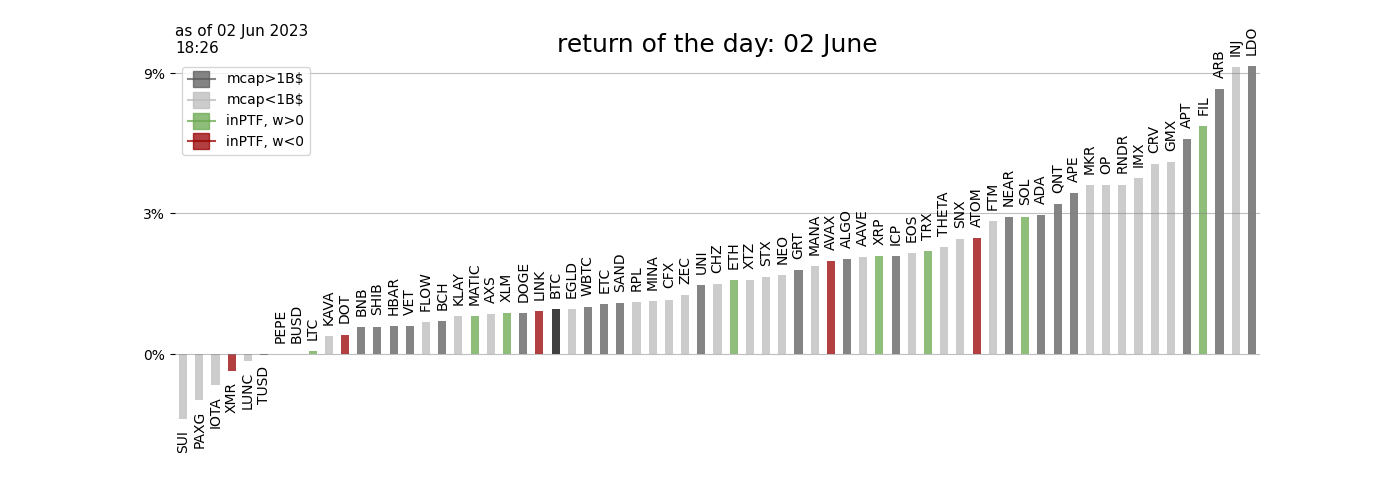 as of 02 Jun 2023
18:26
return of the day: 02 June
mcap>1B$
mcap<1B$
inPTF, w>0
inPTF, w<0
9%
3%
0%
SUI
PAXG
IOTA
XMR
LUNC
TUSD
PEPE
BUSD
LTC
KAVA
DOT
BNB
SHIB
HBAR
VET
FLOW
BCH
KLAY
MATIC
AXS
XLM
DOGE
LINK
BTC
EGLD
WBTC
ETC
SAND
RPL
MINA
CFX
ZEC
UNI
CHZ
ETH
XTZ
STX
NEO
GRT
MANA
AVAX
ALGO
AAVE
XRP
ICP
EOS
TRX
THETA
SNX
ATOM
FTM
NEAR
SOL
ADA
QNT
APE
MKR
OP
RNDR
IMX
CRV
GMX
APT
FIL
ARB
INJ
LDO